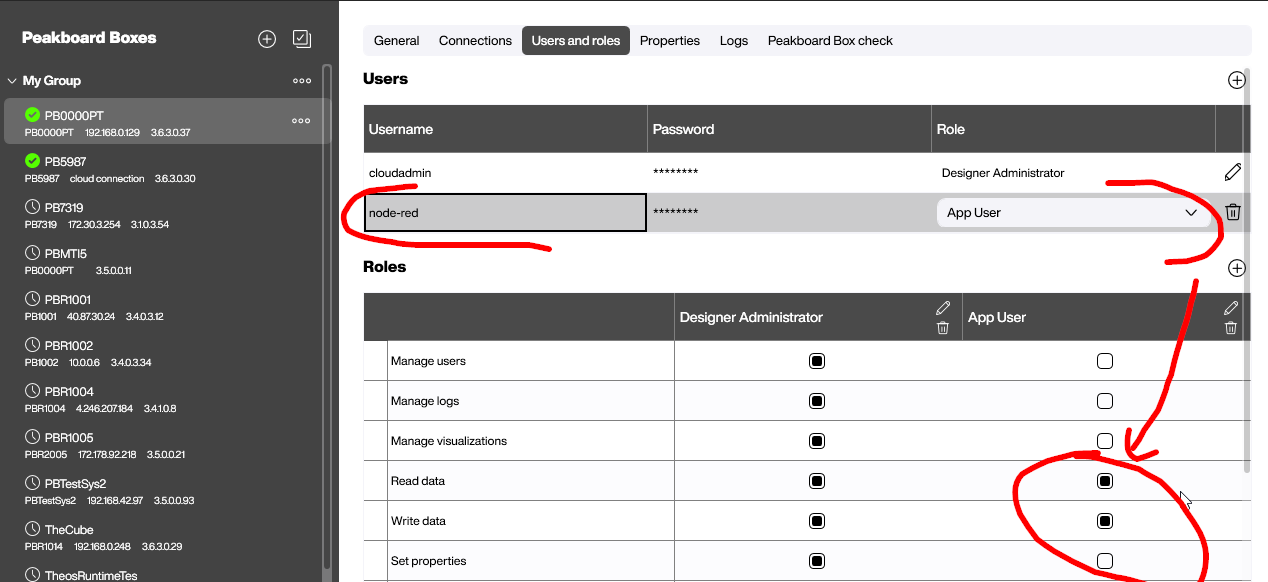 Peakboard Boxes
My Group
PB0000PT
PB0000PT 192.168.0.129 3.6.3.0.37
PB5987
PB5987 cloud connection 3.6.3.0.30
PB7319
PB7319 172.30.3.254 3.1.0.3.54
PBMTI5
PB0000PT 3.5.0.0.11
PBR1001
PB1001 40.87.30.24 3.4.0.3.12
PBR1002
PB1002 10.0.0.6 3.4.0.3.34
PBR1004
PBR1004 4.246.207.184 3.4.1.0.8
PBR1005
PBR2005 172.178.92.218 3.5.0.0.21
PBTestSys2
PBTestSys2 192.168.42.97 3.5.0.0.93
TheCube
PBR1014 192.168.0.248 3.6.3.0.29
TheosRuntimeTes
General Connections Users and roles Properties Logs Peakboard Box check
Users
Username Password Role
cloudadmin ******** Designer Administrator
node-red ******** App User
Roles
Designer Administrator App User
Manage users
Manage logs
Manage visualizations
Read data
Write data
Set properties